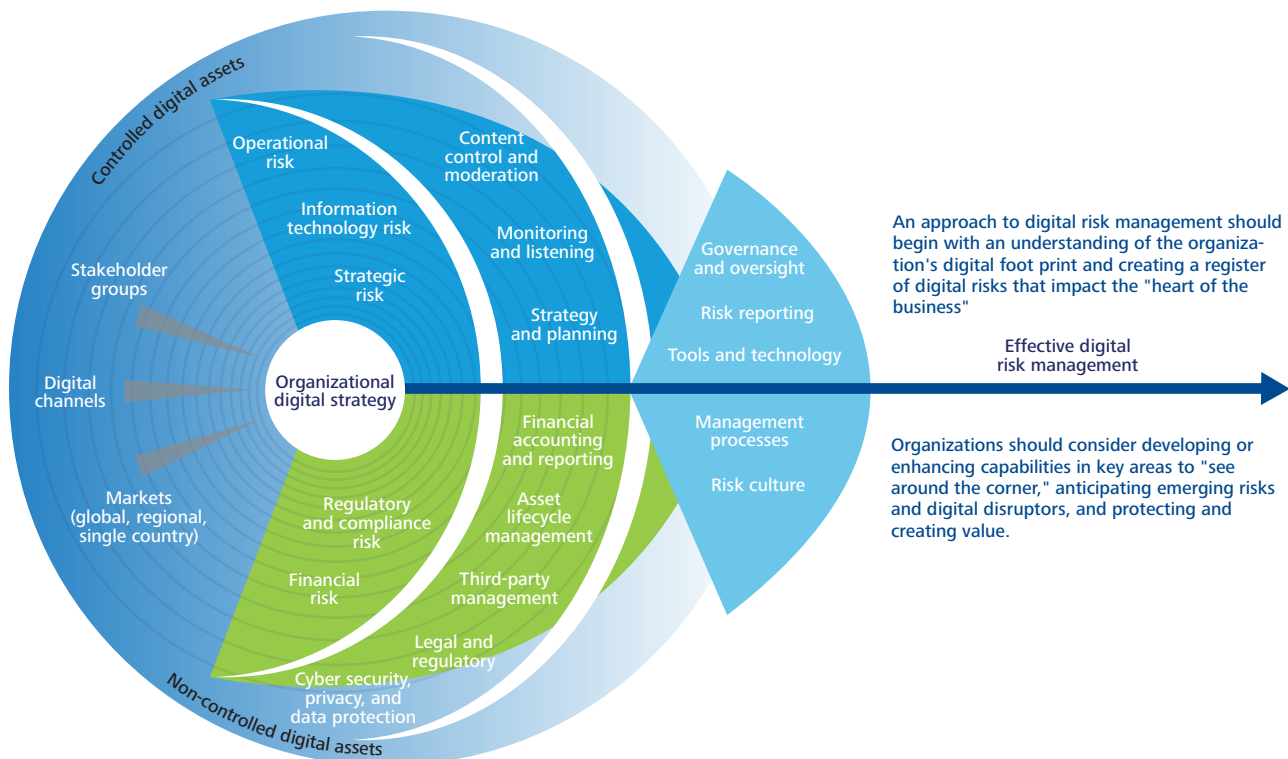 Controlled digital assets
Operational
risk
Information
technology risk
Strategic
risk
Content
control and
moderation
Monitoring
and listening
Strategy
and planning
Stakeholder
groups
Digital
channels
Markets
(global, regional,
single country)
Organizational
digital strategy
Governance
and oversight
Risk reporting
Tools and technology
Management
processes
Risk culture
An approach to digital risk management should
begin with an understanding of the organiza-
tion's digital foot print and creating a register
of digital risks that impact the "heart of the
business"
Effective digital
risk management
Organizations should consider developing or
enhancing capabilities in key areas to "see
around the corner," anticipating emerging risks
and digital disruptors, and protecting and
creating value.
Regulatory
and compliance
risk
Financial
risk
Financial
accounting
and reporting
Asset
lifecycle
management
Third-party
management
Legal and
regulatory
Cyber security,
privacy, and
data protection
Non-controlled digital assets